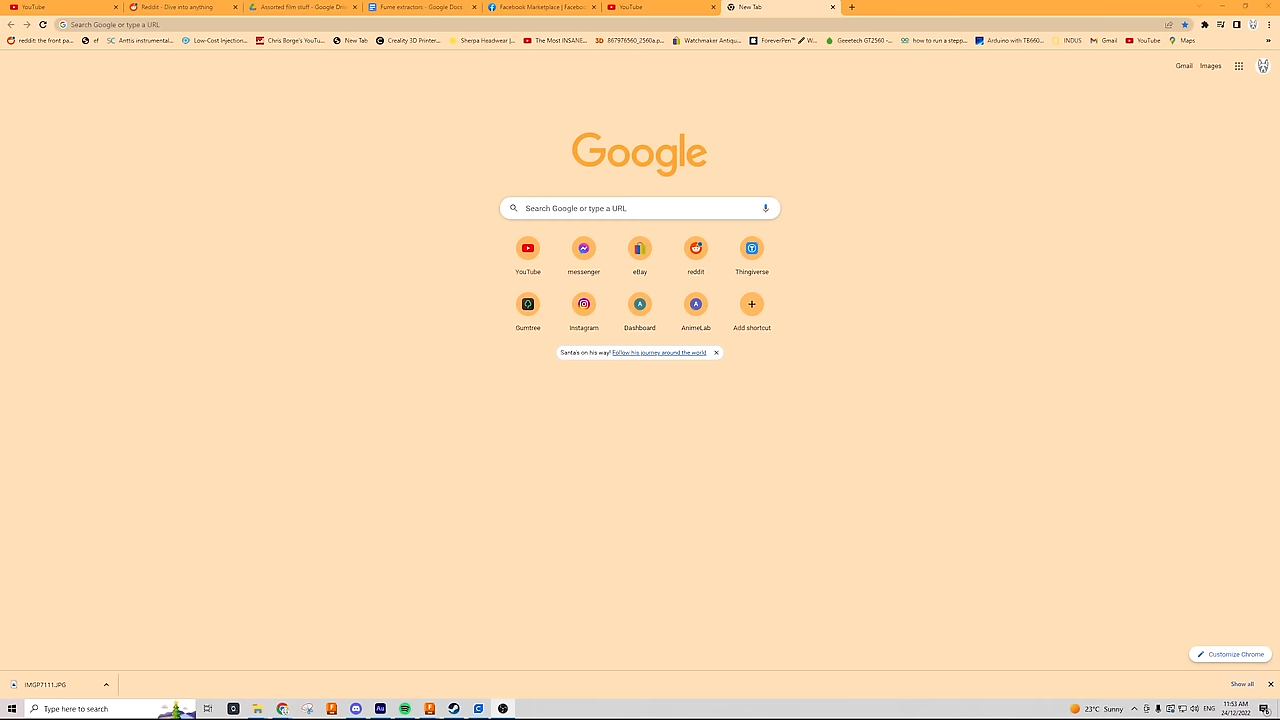 YouTube
Reddit - Dive into anything
Assorted film stuff - Google Driv
Fume extractors - Google Docs
Facebook Marketplace | Faceboo
YouTube
New Tab
Search Google or type a URL
reddit: the front pa...
ef
Anttis instrumental...
Low-Cost Injection...
Chris Borge's YouTu...
New Tab
Creality 3D Printer...
Sherpa Headwear |...
The Most INSANE...
867976560_2560a.p...
Watchmaker Antiqu...
ForeverPen™ W...
Geeetech GT2560 -...
how to run a stepp...
Arduino with TB660...
INDUS
Gmail
YouTube
Maps
»
Gmail
Images
Google
Search Google or type a URL
YouTube
messenger
eBay
reddit
Thingiverse
Gumtree
Instagram
Dashboard
AnimeLab
Add shortcut
Santa's on his way! Follow his journey around the world
Customize Chrome
IMGP7111.JPG
Show all
Type here to search
23°C Sunny
ENG
11:53 AM
24/12/2022